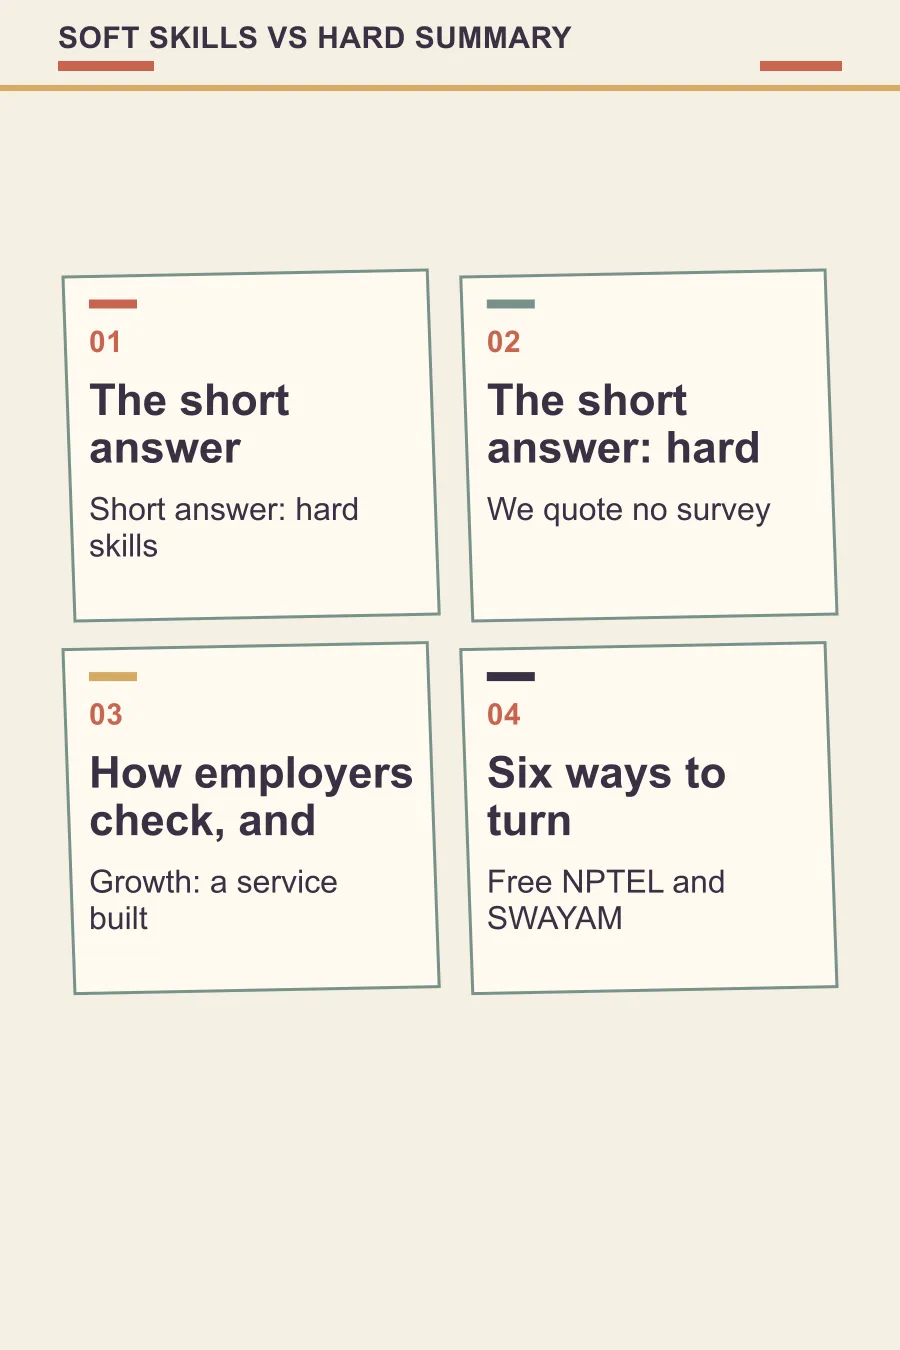 SOFT SKILLS VS HARD SUMMARY
01
The short
answer
Short answer: hard
skills
02
The short
answer: hard
We quote no survey
03
How employers
check, and
Growth: a service
built
04
Six ways to
turn
Free NPTEL and
SWAYAM